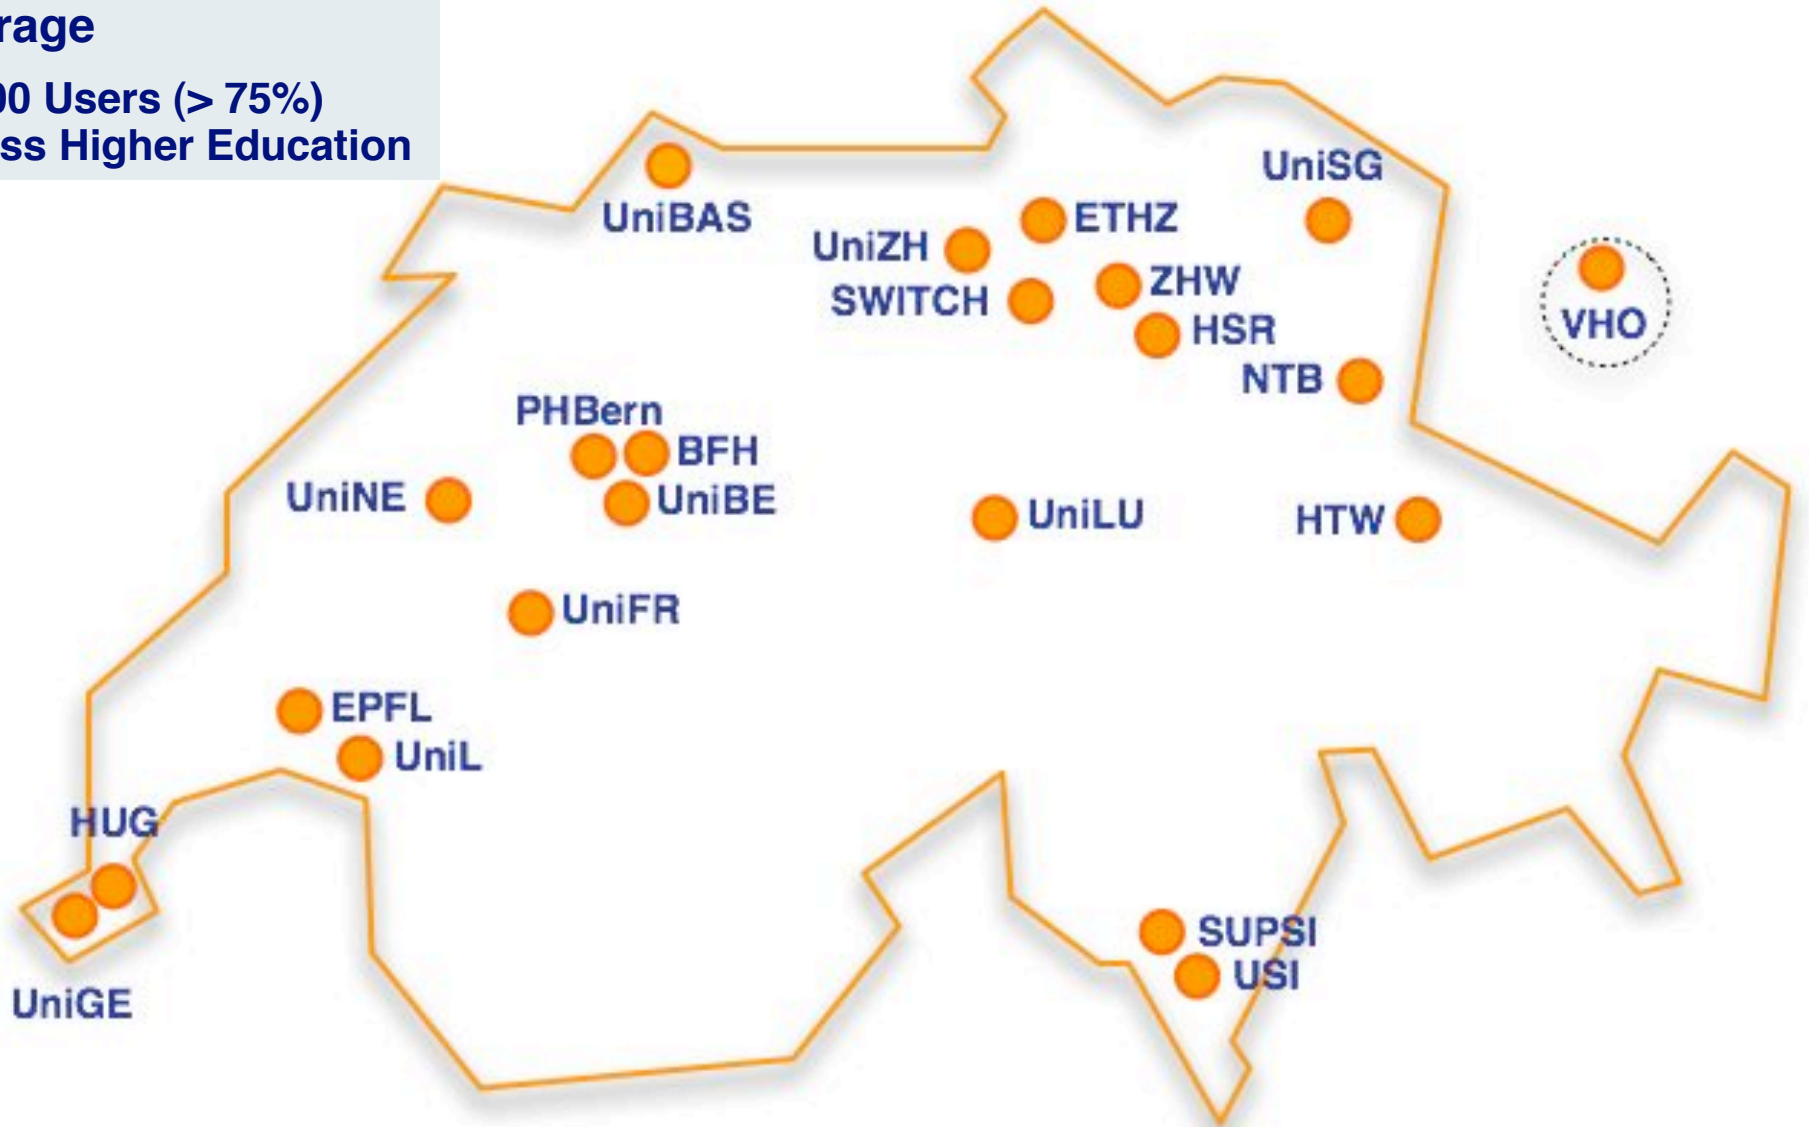 rage
00 Users (> 75%)
ss Higher Education
UniBAS
UniSG
ETHZ
UniZH
ZHW
SWITCH
HSR
VHO
NTB
PHBern
BFH
UniNE
UniBE
UniLU
HTW
UniFR
EPFL
UniL
HUG
SUPSI
USI
UniGE